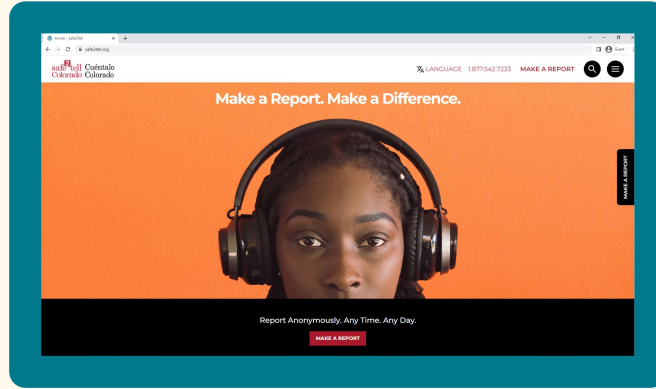 Home - Safe2Tell
safe2tell.org
Guest
safe2tell Cuéntalo
Colorado Colorado
LANGUAGE 1.877.542.7233 MAKE A REPORT
Make a Report. Make a Difference.
MAKE A REPORT
Report Anonymously. Any Time. Any Day.
MAKE A REPORT